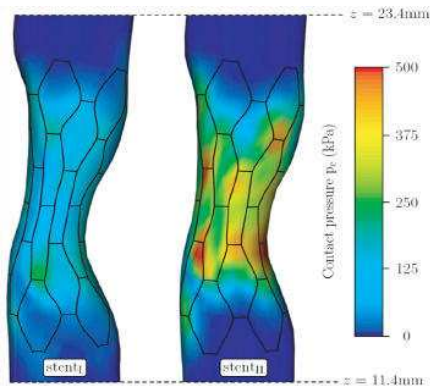 z = 23.4mm
500
375
250
125
0
Contact pressure p_c (kPa)
stent_I
stent_II
z = 11.4mm